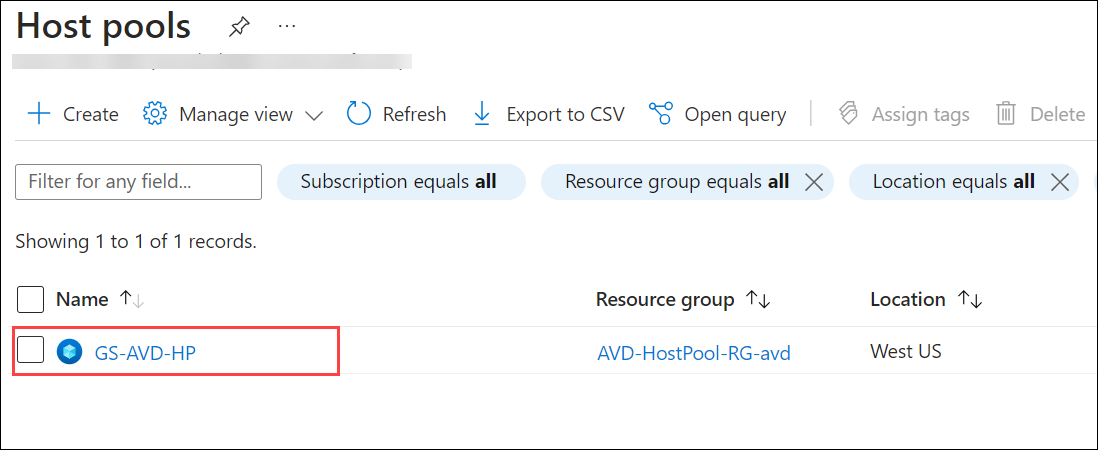 Host pools ...
Create Manage view Refresh Export to CSV Open query Assign tags Delete
Filter for any field... Subscription equals all Resource group equals all Location equals all
Showing 1 to 1 of 1 records.
Name Resource group Location
GS-AVD-HP AVD-HostPool-RG-avd West US